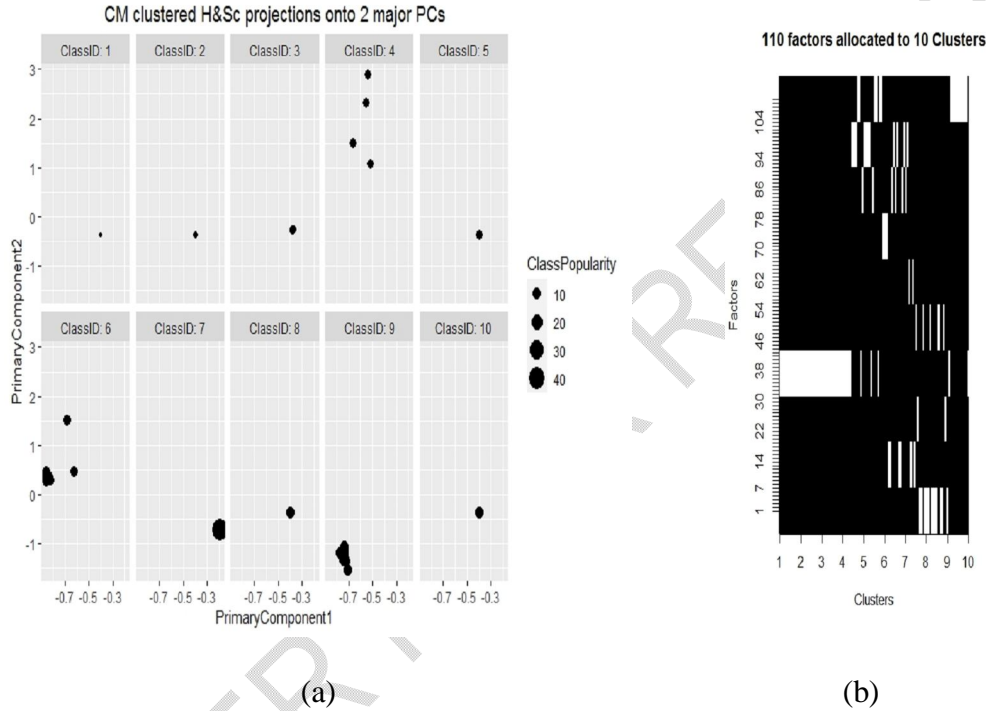 CM clustered H&Sc projections onto 2 major PCs
ClassID: 1 ClassID: 2 ClassID: 3 ClassID: 4 ClassID: 5
3
2
1
0
-1
ClassID: 6 ClassID: 7 ClassID: 8 ClassID: 9 ClassID: 10
3
2
1
0
-1
PrimaryComponent2
-0.7 -0.5 -0.3 -0.7 -0.5 -0.3 -0.7 -0.5 -0.3 -0.7 -0.5 -0.3 -0.7 -0.5 -0.3
PrimaryComponent1
ClassPopularity
10
20
30
40
(a)
110 factors allocated to 10 Clusters
Factors
104
94
86
78
70
62
54
46
38
30
22
14
7
1
1 2 3 4 5 6 7 8 9 10
Clusters
(b)